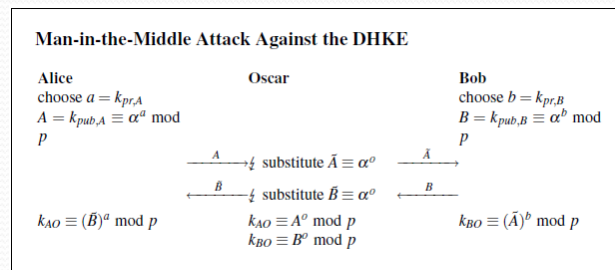 Man-in-the-Middle Attack Against the DHKE
Alice Oscar Bob
choose a = k_{pr,A} choose b = k_{pr,B}
A = k_{pub,A} ≡ α^a mod B = k_{pub,B} ≡ α^b mod
p p
A substitute Ã ≡ α^o Ã
B̃ substitute B̃ ≡ α^o B
k_{AO} ≡ (B̃)^a mod p k_{AO} ≡ A^o mod p k_{BO} ≡ (Ã)^b mod p
k_{BO} ≡ B^o mod p